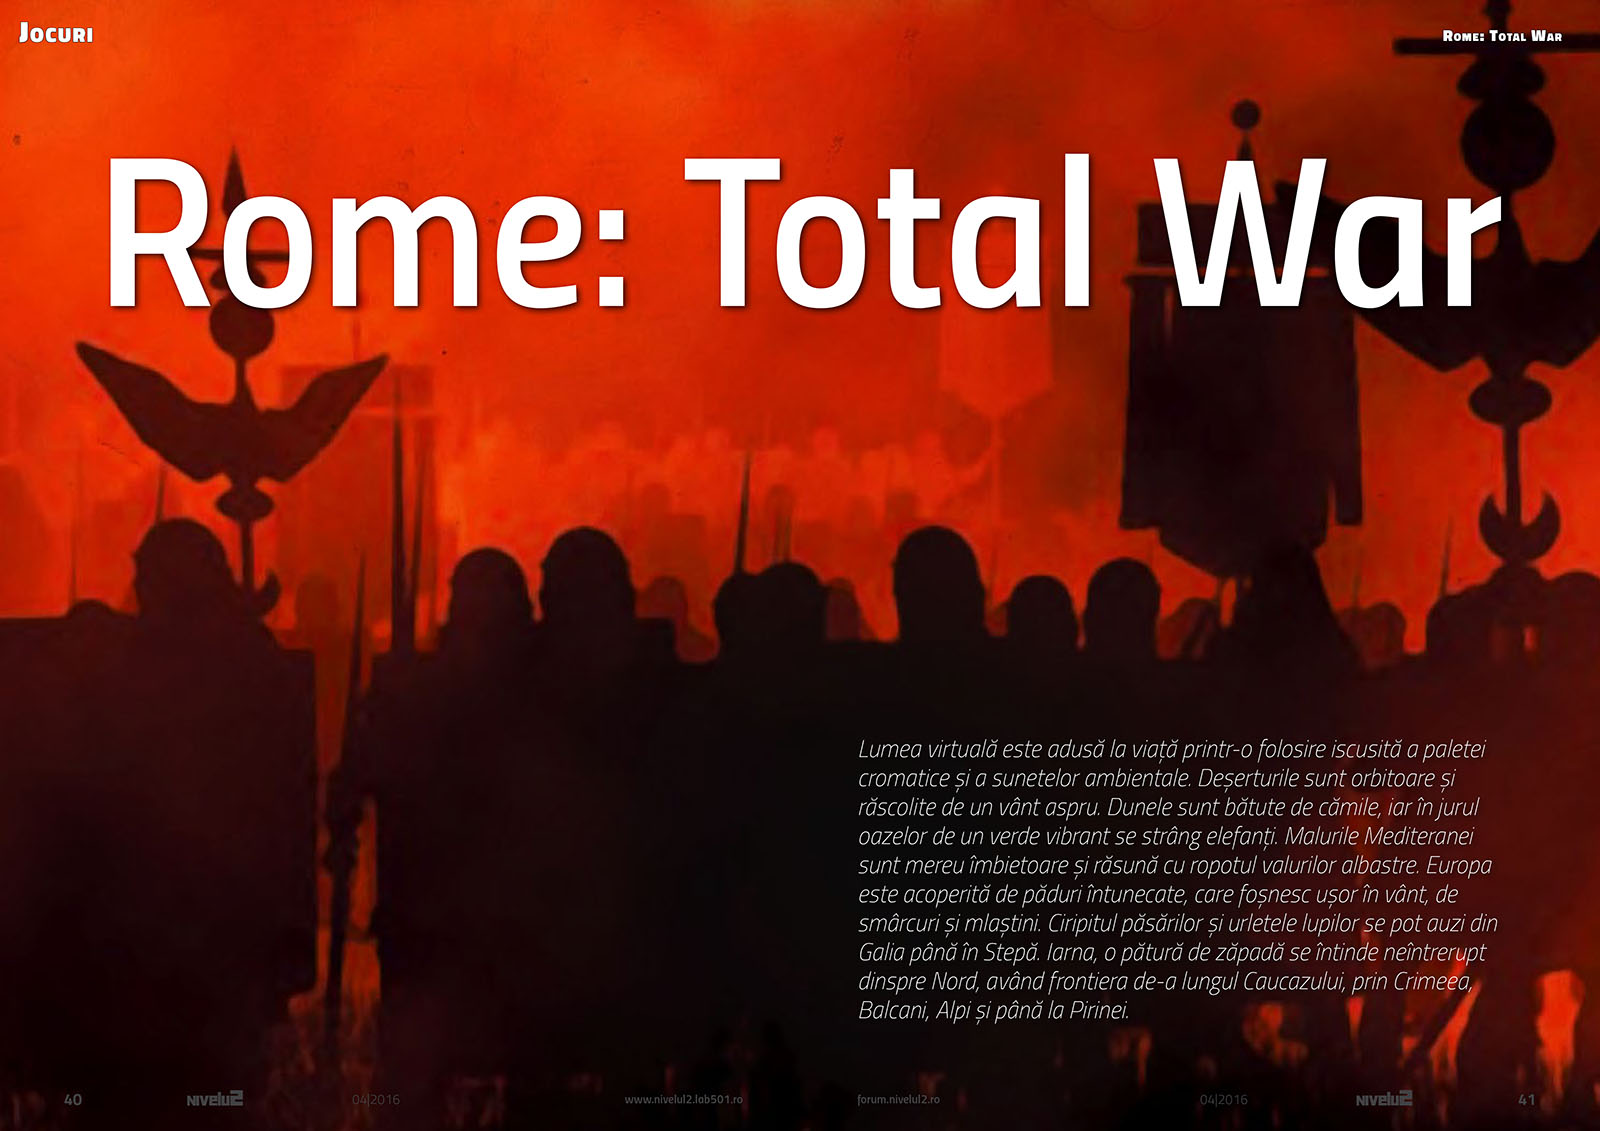 Jocuri
Rome: Total War
Rome: Total War
Lumea virtuală este adusă la viață printr-o folosire iscusită a paletei
cromatice și a sunetelor ambientale. Deșerturile sunt orbitoare și
răscolite de un vânt aspru. Dunele sunt bătute de cămile, iar în jurul
oazelor de un verde vibrant se strâng elefanți. Malurile Mediteranei
sunt mereu îmbietoare și răsună cu ropotul valurilor albastre. Europa
este acoperită de păduri întunecate, care foșnesc ușor în vânt, de
smârcuri și mlaștini. Ciripitul păsărilor și urletele lupilor se pot auzi din
Galia până în Stepă. Iarna, o pătură de zăpadă se întinde neîntrerupt
dinspre Nord, având frontiera de-a lungul Caucazului, prin Crimeea,
Balcani, Alpi și până la Pirinei.
40 nivelul2 04|2016 www.nivelul2.lab501.ro forum.nivelul2.ro 04|2016 nivelul2 41